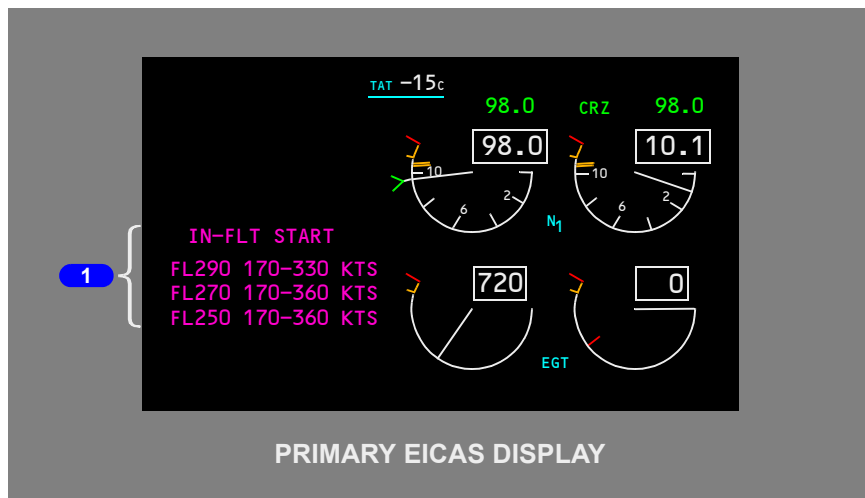 TAT -15c
98.0 CRZ 98.0
98.0 10.1
10 10
2 2
6 6
N1
IN-FLT START
FL290 170-330 KTS
FL270 170-360 KTS
FL250 170-360 KTS
1
720 0
EGT
PRIMARY EICAS DISPLAY